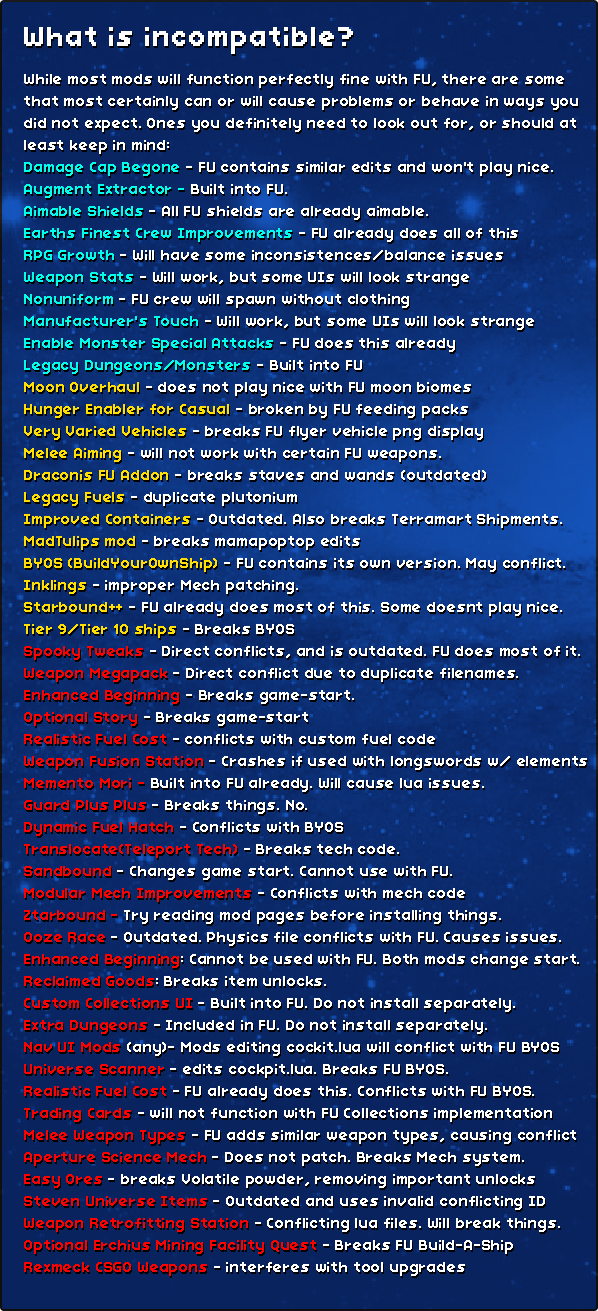 What is incompatible?
While most mods will function perfectly fine with FU, there are some
that most certainly can or will cause problems or behave in ways you
did not expect. Ones you definitely need to look out for, or should at
least keep in mind:
Damage Cap Begone - FU contains similar edits and won't play nice.
Augment Extractor - Built into FU.
Aimable Shields - All FU shields are already aimable.
Earths Finest Crew Improvements - FU already does all of this
RPG Growth - Will have some inconsistences/balance issues
Weapon Stats - Will work, but some UIs will look strange
Nonuniform - FU crew will spawn without clothing
Manufacturer's Touch - Will work, but some UIs will look strange
Enable Monster Special Attacks - FU does this already
Legacy Dungeons/Monsters - Built into FU
Moon Overhaul - does not play nice with FU moon biomes
Hunger Enabler for Casual - broken by FU feeding packs
Very Varied Vehicles - breaks FU flyer vehicle png display
Melee Aiming - will not work with certain FU weapons.
Draconis FU Addon - breaks staves and wands (outdated)
Legacy Fuels - duplicate plutonium
Improved Containers - Outdated. Also breaks Terramart Shipments.
MadTulips mod - breaks mamapoptop edits
BYOS (BuildYourOwnShip) - FU contains its own version. May conflict.
Inklings - improper Mech patching.
Starbound++ - FU already does most of this. Some doesnt play nice.
Tier 9/Tier 10 ships - Breaks BYOS
Spooky Tweaks - Direct conflicts, and is outdated. FU does most of it.
Weapon Megapack - Direct conflict due to duplicate filenames.
Enhanced Beginning - Breaks game-start.
Optional Story - Breaks game-start
Realistic Fuel Cost - conflicts with custom fuel code
Weapon Fusion Station - Crashes if used with longswords w/ elements
Memento Mori - Built into FU already. Will cause lua issues.
Guard Plus Plus - Breaks things. No.
Dynamic Fuel Hatch - Conflicts with BYOS
Translocate(Teleport Tech) - Breaks tech code.
Sandbound - Changes game start. Cannot use with FU.
Modular Mech Improvements - Conflicts with mech code
Ztarbound - Try reading mod pages before installing things.
Ooze Race - Outdated. Physics file conflicts with FU. Causes issues.
Enhanced Beginning: Cannot be used with FU. Both mods change start.
Reclaimed Goods: Breaks item unlocks.
Custom Collections UI - Built into FU. Do not install separately.
Extra Dungeons - Included in FU. Do not install separately.
Nav UI Mods (any)- Mods editing cockit.lua will conflict with FU BYOS
Universe Scanner - edits cockpit.lua. Breaks FU BYOS.
Realistic Fuel Cost - FU already does this. Conflicts with FU BYOS.
Trading Cards - will not function with FU Collections implementation
Melee Weapon Types - FU adds similar weapon types, causing conflict
Aperture Science Mech - Does not patch. Breaks Mech system.
Easy Ores - breaks Volatile powder, removing important unlocks
Steven Universe Items - Outdated and uses invalid conflicting ID
Weapon Retrofitting Station - Conflicting lua files. Will break things.
Optional Erchius Mining Facility Quest - Breaks FU Build-A-Ship
Rexmeck CSGO Weapons - interferes with tool upgrades